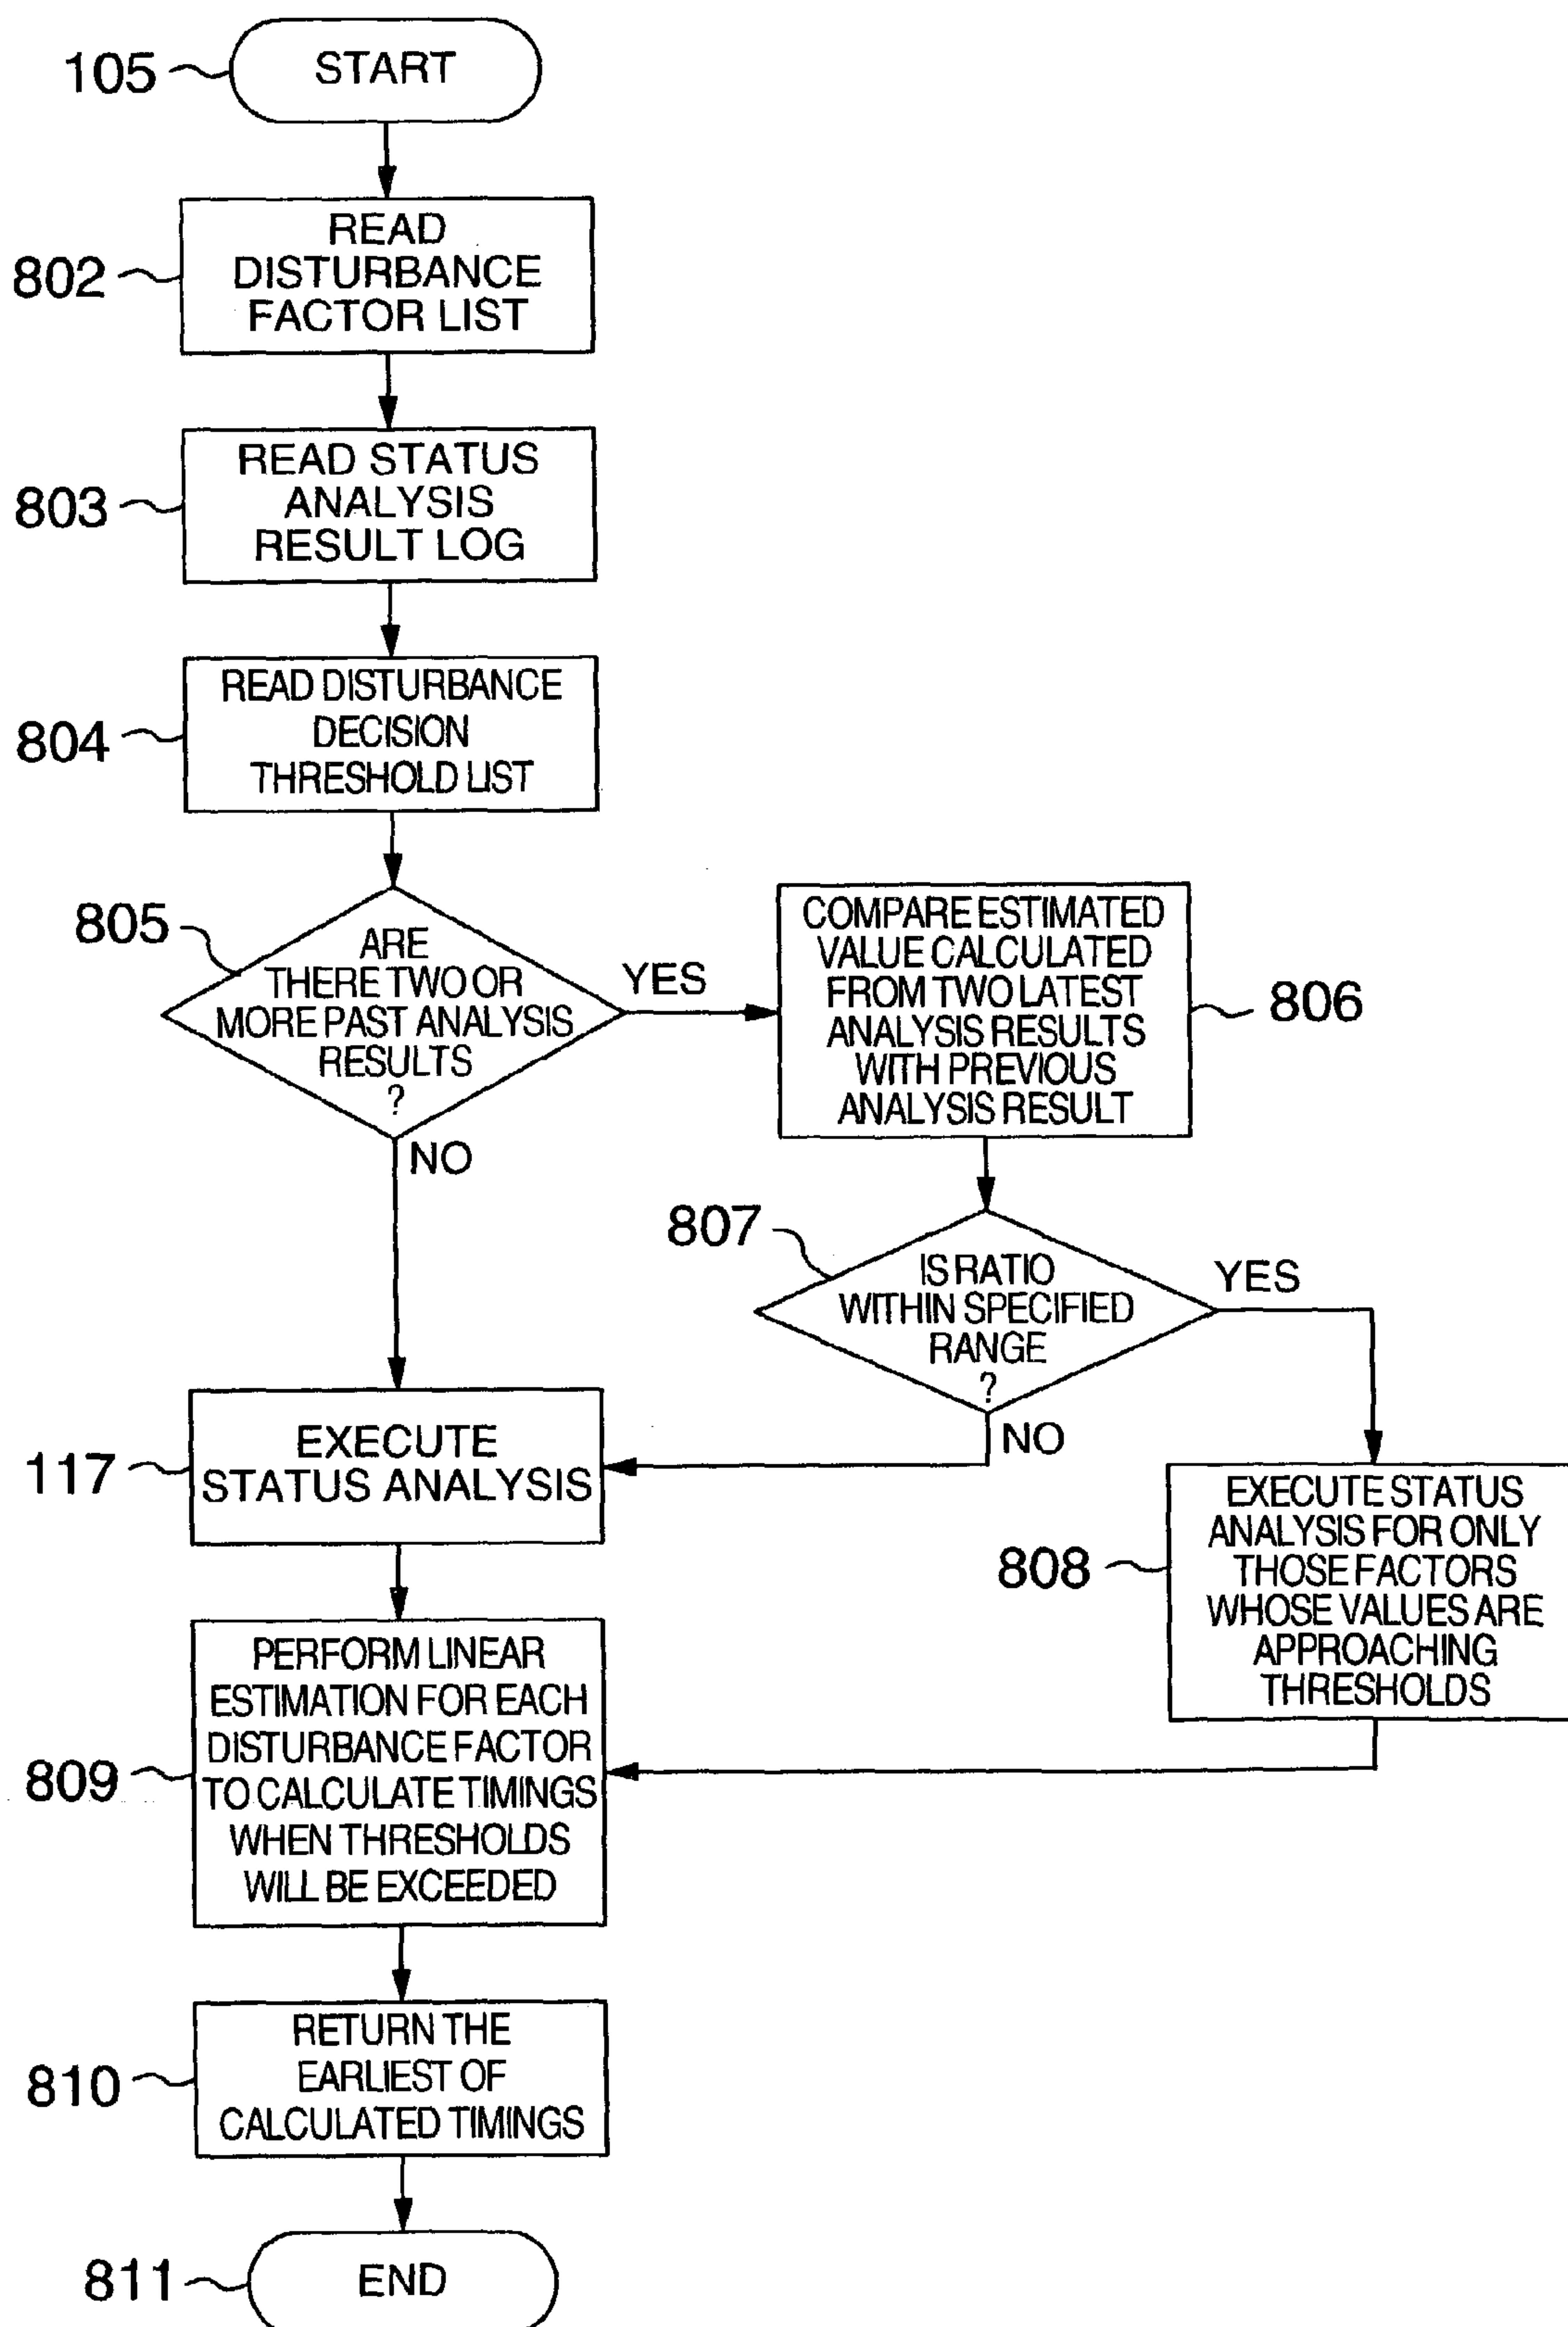 105
START
802
READ
DISTURBANCE
FACTOR LIST
803
READ STATUS
ANALYSIS
RESULT LOG
804
READ DISTURBANCE
DECISION
THRESHOLD LIST
805
ARE
THERE TWO OR
MORE PAST ANALYSIS
RESULTS
?
YES
NO
COMPARE ESTIMATED
VALUE CALCULATED
FROM TWO LATEST
ANALYSIS RESULTS
WITH PREVIOUS
ANALYSIS RESULT
806
807
IS RATIO
WITHIN SPECIFIED
RANGE
?
YES
NO
117
EXECUTE
STATUS ANALYSIS
808
EXECUTE STATUS
ANALYSIS FOR ONLY
THOSE FACTORS
WHOSE VALUES ARE
APPROACHING
THRESHOLDS
809
PERFORM LINEAR
ESTIMATION FOR EACH
DISTURBANCE FACTOR
TO CALCULATE TIMINGS
WHEN THRESHOLDS
WILL BE EXCEEDED
810
RETURN THE
EARLIEST OF
CALCULATED TIMINGS
811
END